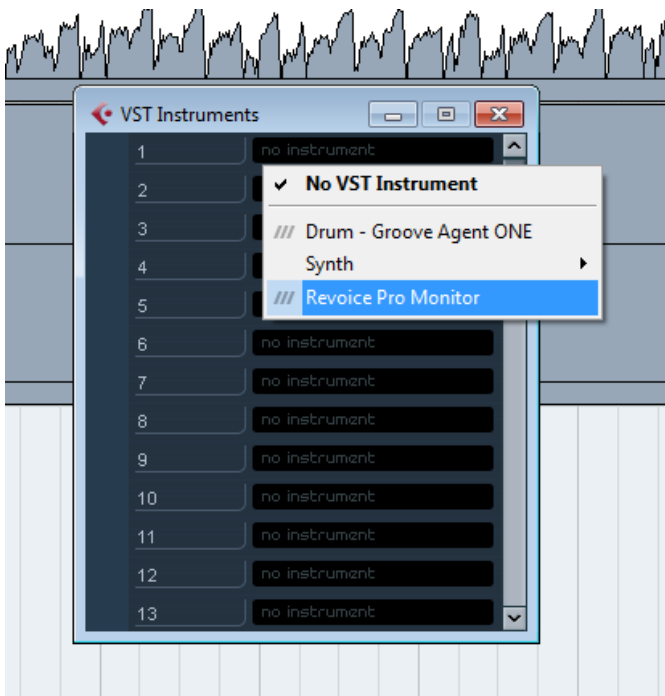 VST Instruments
1 no instrument
No VST Instrument
2
3
Drum - Groove Agent ONE
4
Synth
5
Revoice Pro Monitor
6 no instrument
7 no instrument
8 no instrument
9 no instrument
10 no instrument
11 no instrument
12 no instrument
13 no instrument